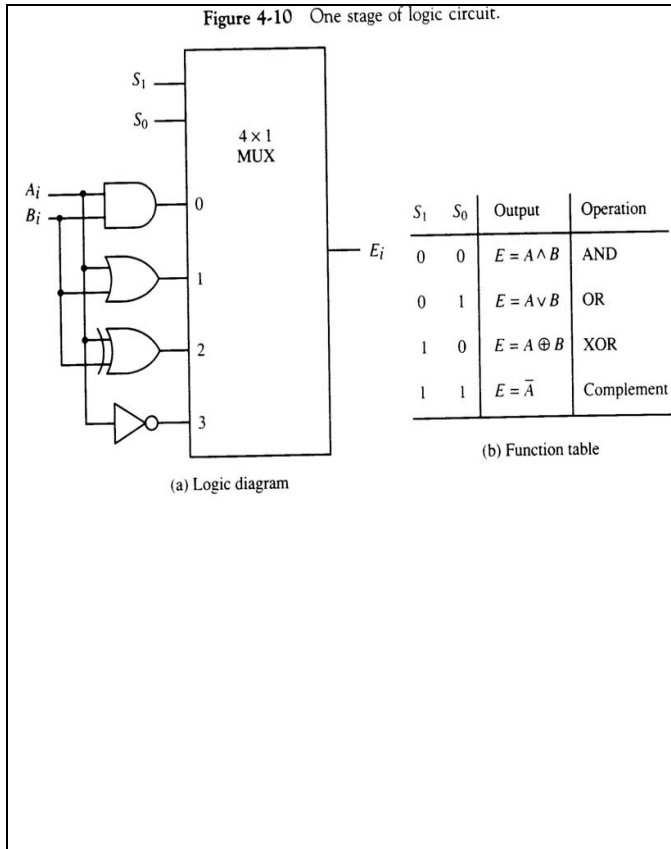 Figure 4-10 One stage of logic circuit.
S₁
S₀
4 × 1
MUX
Aᵢ
Bᵢ
0
1
2
3
Eᵢ
(a) Logic diagram
S₁ S₀ Output Operation
0 0 E = A ∧ B AND
0 1 E = A ∨ B OR
1 0 E = A ⊕ B XOR
1 1 E = A̅ Complement
(b) Function table